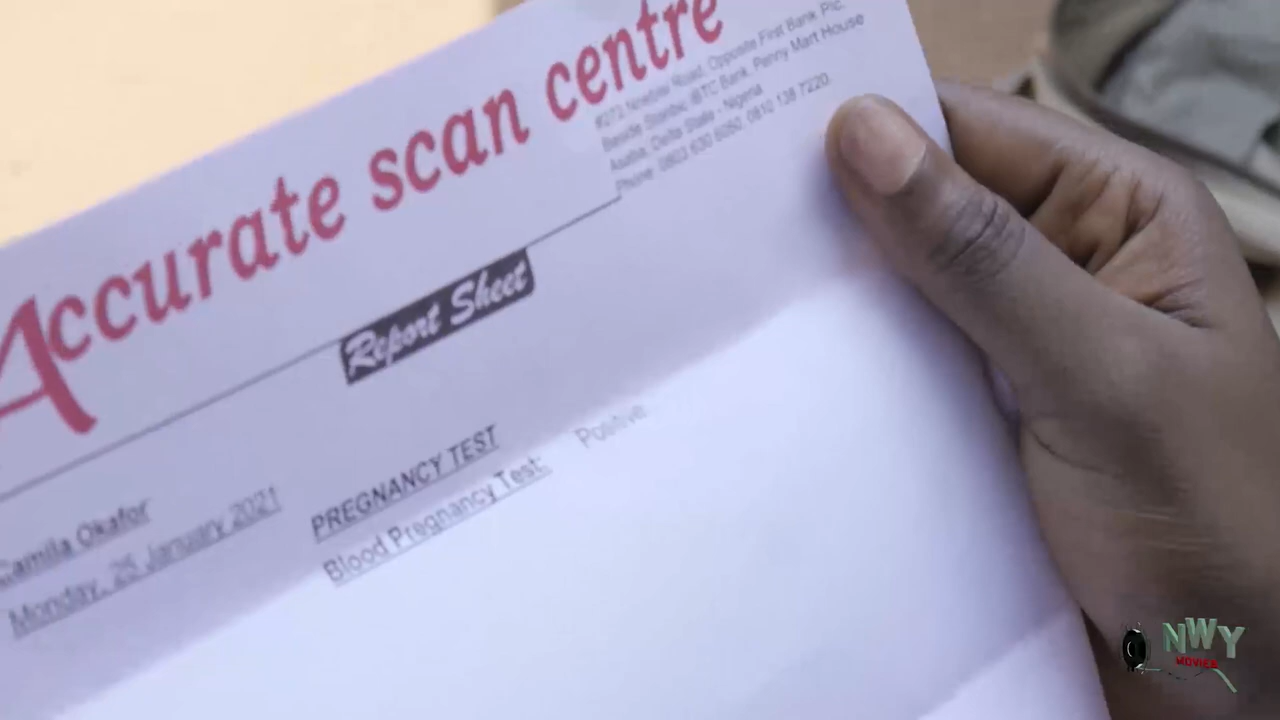 Accurate scan centre
#273 Nnebisi Road, Opposite First Bank Plc.
Beside Stanbic IBTC Bank, Penny Mart House
Asaba, Delta State - Nigeria
Phone: 0803 630 6050, 0810 138 7220
Report Sheet
Camila Okafor
Monday, 25 January 2021
PREGNANCY TEST
Blood Pregnancy Test: Positive
NWY
MOVIES